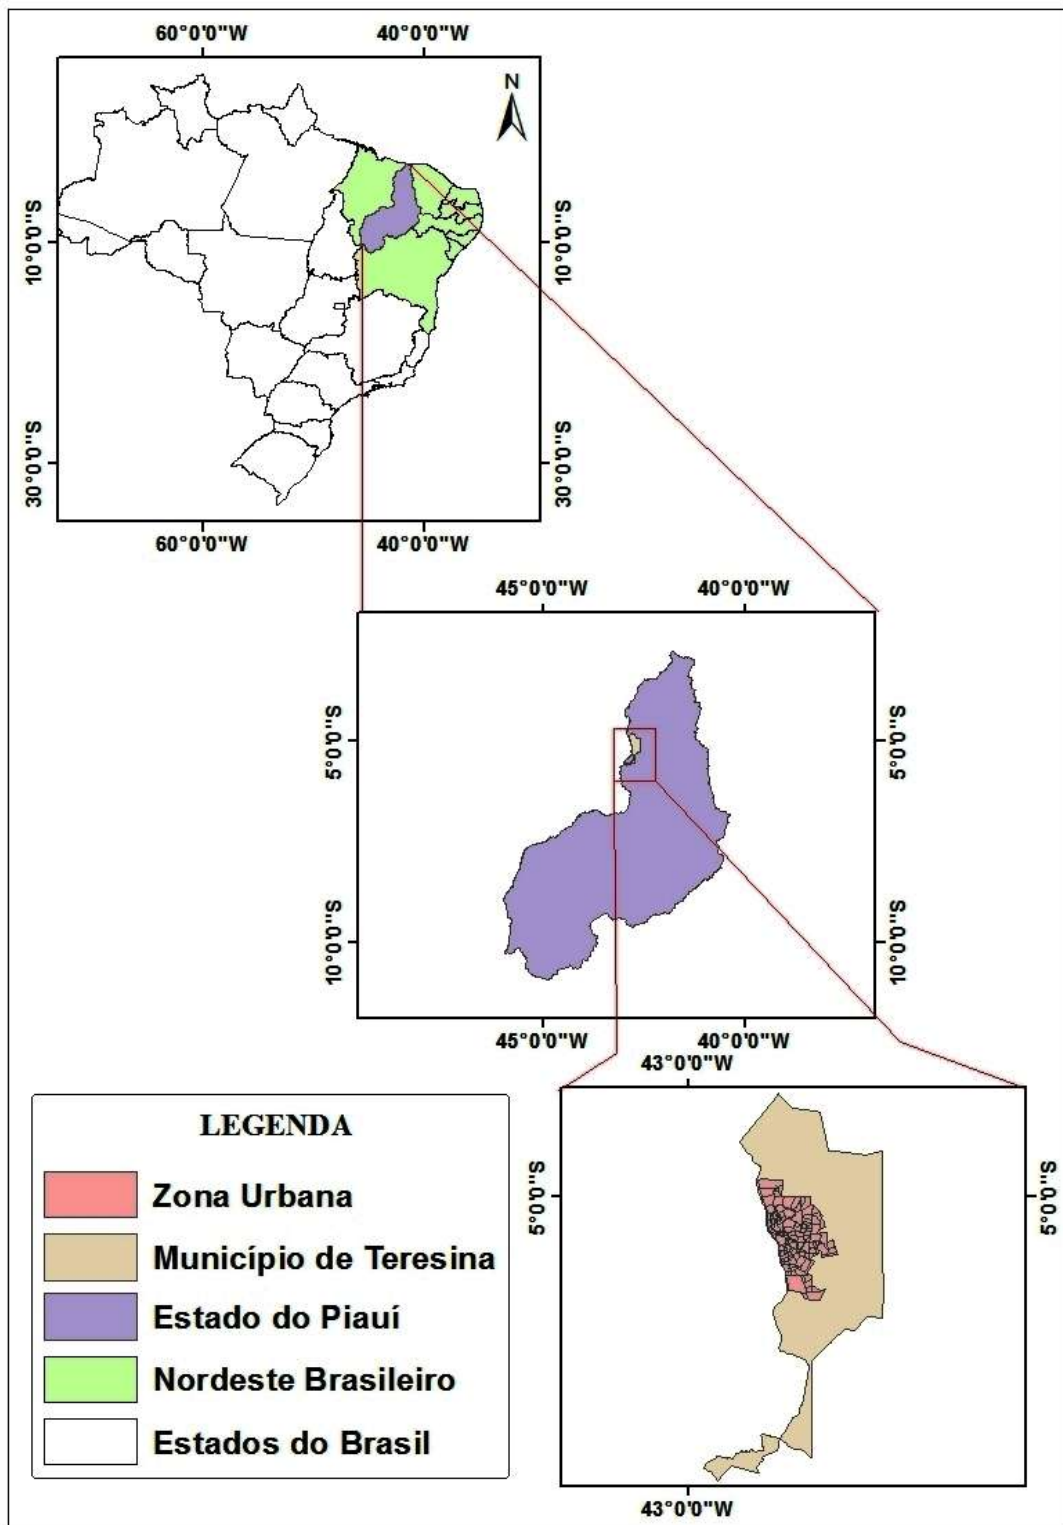 60°0'0"W 40°0'0"W
N
10°0'0"S 10°0'0"S
30°0'0"S 30°0'0"S
60°0'0"W 40°0'0"W
45°0'0"W 40°0'0"W
5°0'0"S 5°0'0"S
10°0'0"S 10°0'0"S
45°0'0"W 40°0'0"W
43°0'0"W
5°0'0"S 5°0'0"S
43°0'0"W
LEGENDA
Zona Urbana
Município de Teresina
Estado do Piauí
Nordeste Brasileiro
Estados do Brasil